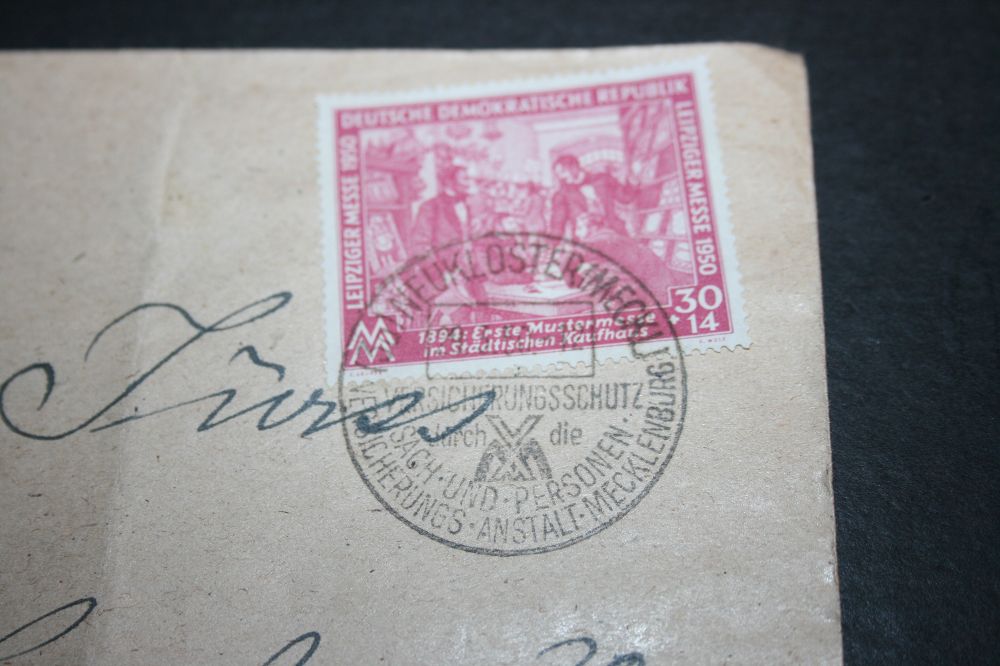 DEUTSCHE DEMOKRATISCHE REPUBLIK
LEIPZIGER MESSE 1950
LEIPZIGER MESSE 1950
30
+ 14
MM
1894: Erste Mustermesse
im Städtischen Kaufhaus
NEUKLOSTER (MECKL)
VERSICHERUNGSSCHUTZ
durch die
SACH · UND · PERSONEN ·
VERSICHERUNGS · ANSTALT · MECKLENBURG